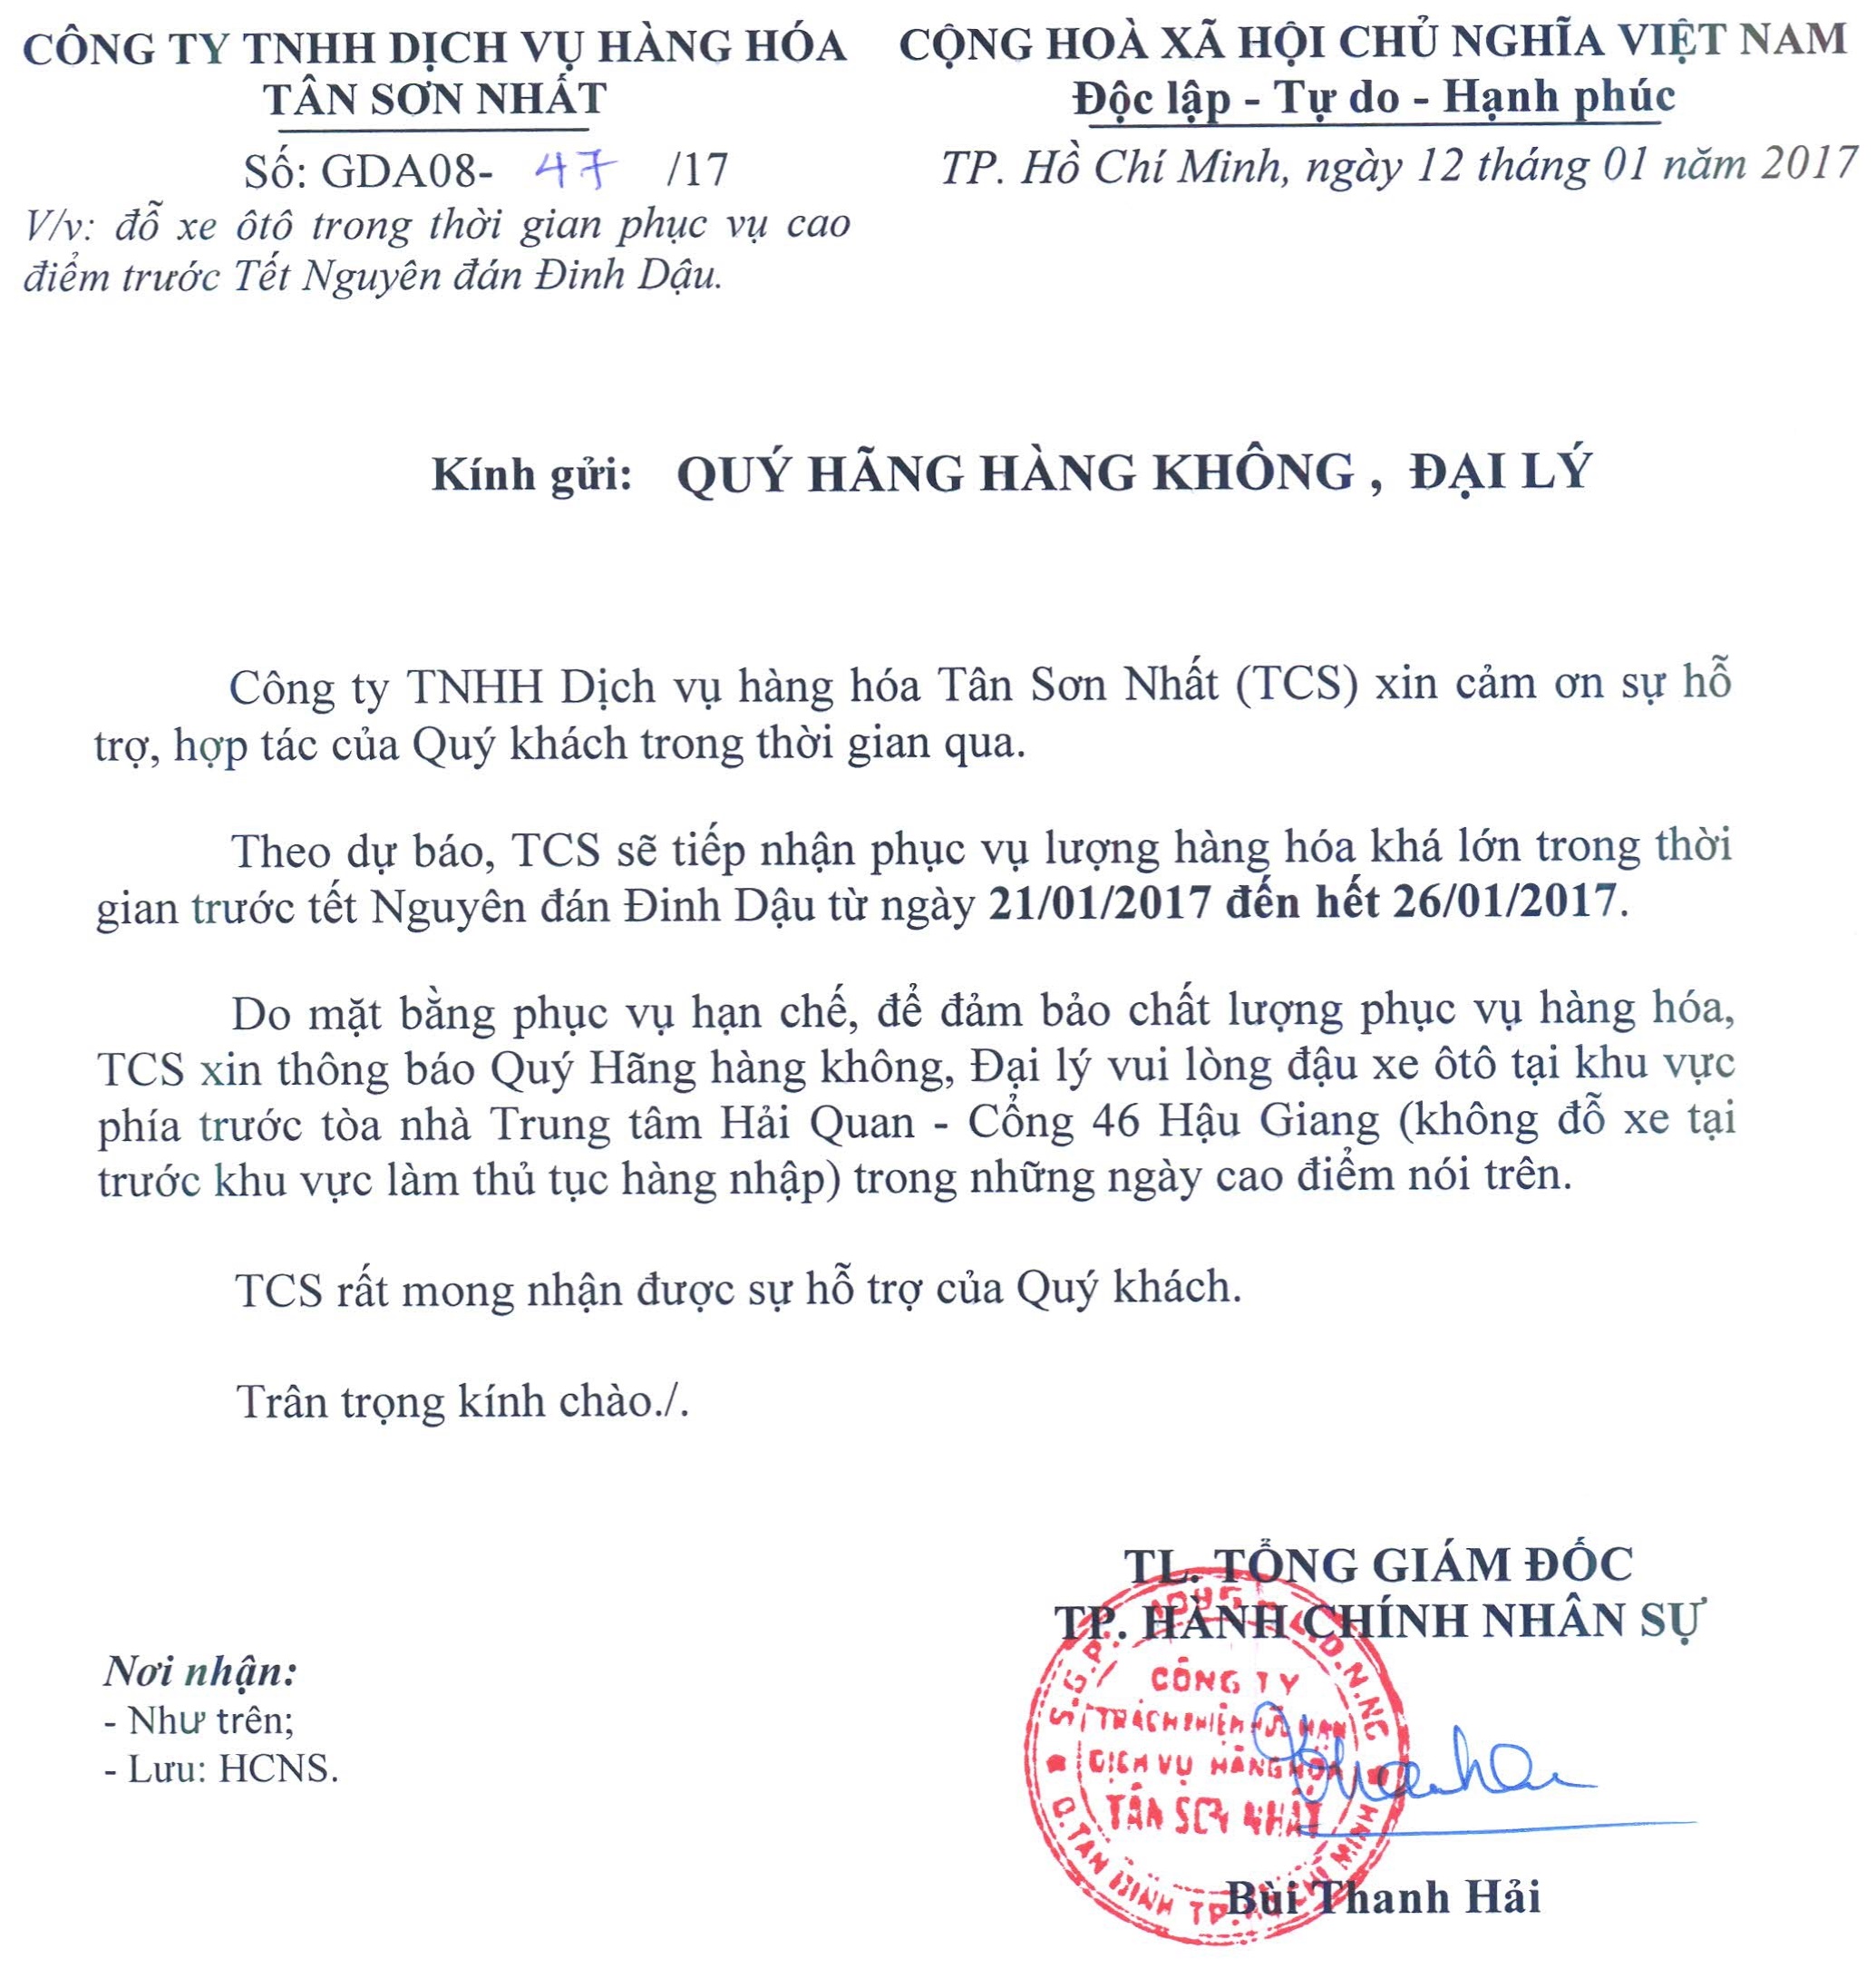 CÔNG TY TNHH DỊCH VỤ HÀNG HÓA
TÂN SƠN NHẤT
Số: GDA08- 47 /17
V/v: đỗ xe ôtô trong thời gian phục vụ cao
điểm trước Tết Nguyên đán Đinh Dậu.
CỘNG HOÀ XÃ HỘI CHỦ NGHĨA VIỆT NAM
Độc lập - Tự do - Hạnh phúc
TP. Hồ Chí Minh, ngày 12 tháng 01 năm 2017
Kính gửi: QUÝ HÃNG HÀNG KHÔNG , ĐẠI LÝ
Công ty TNHH Dịch vụ hàng hóa Tân Sơn Nhất (TCS) xin cảm ơn sự hỗ
trợ, hợp tác của Quý khách trong thời gian qua.
Theo dự báo, TCS sẽ tiếp nhận phục vụ lượng hàng hóa khá lớn trong thời
gian trước tết Nguyên đán Đinh Dậu từ ngày 21/01/2017 đến hết 26/01/2017.
Do mặt bằng phục vụ hạn chế, để đảm bảo chất lượng phục vụ hàng hóa,
TCS xin thông báo Quý Hãng hàng không, Đại lý vui lòng đậu xe ôtô tại khu vực
phía trước tòa nhà Trung tâm Hải Quan - Cổng 46 Hậu Giang (không đỗ xe tại
trước khu vực làm thủ tục hàng nhập) trong những ngày cao điểm nói trên.
TCS rất mong nhận được sự hỗ trợ của Quý khách.
Trân trọng kính chào./.
TL. TỔNG GIÁM ĐỐC
TP. HÀNH CHÍNH NHÂN SỰ
Nơi nhận:
- Như trên;
- Lưu: HCNS.
CÔNG TY
TRÁCH NHIỆM HỮU HẠN
DỊCH VỤ HÀNG HÓA
TÂN SƠN NHẤT
Bùi Thanh Hải